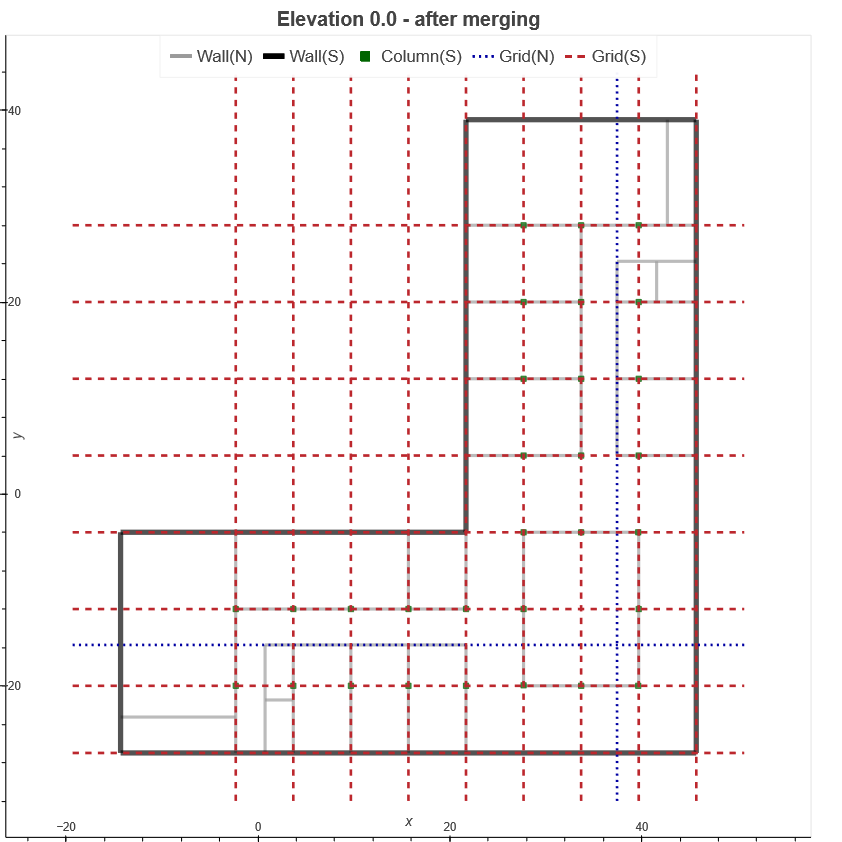 Elevation 0.0 - after merging
Wall(N) Wall(S) Column(S) Grid(N) Grid(S)
40
20
y
0
20
x
−20 0 20 40